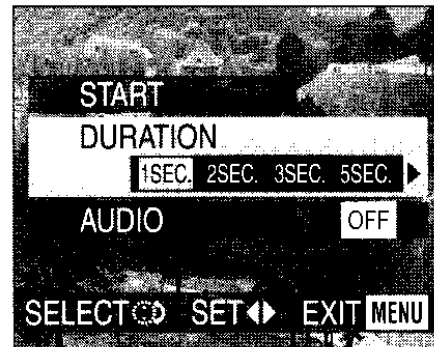 START
DURATION
1SEC. 2SEC. 3SEC. 5SEC.
AUDIO OFF
SELECT SET EXIT MENU